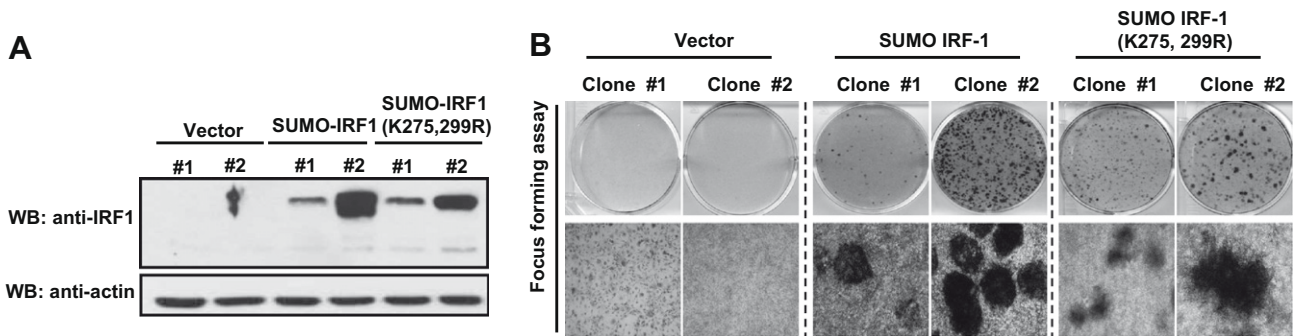 A
Vector
SUMO-IRF1
SUMO-IRF1
(K275,299R)
#1 #2 #1 #2 #1 #2
WB: anti-IRF1
WB: anti-actin
B
Vector
SUMO IRF-1
SUMO IRF-1
(K275, 299R)
Clone #1 Clone #2 Clone #1 Clone #2 Clone #1 Clone #2
Focus forming assay